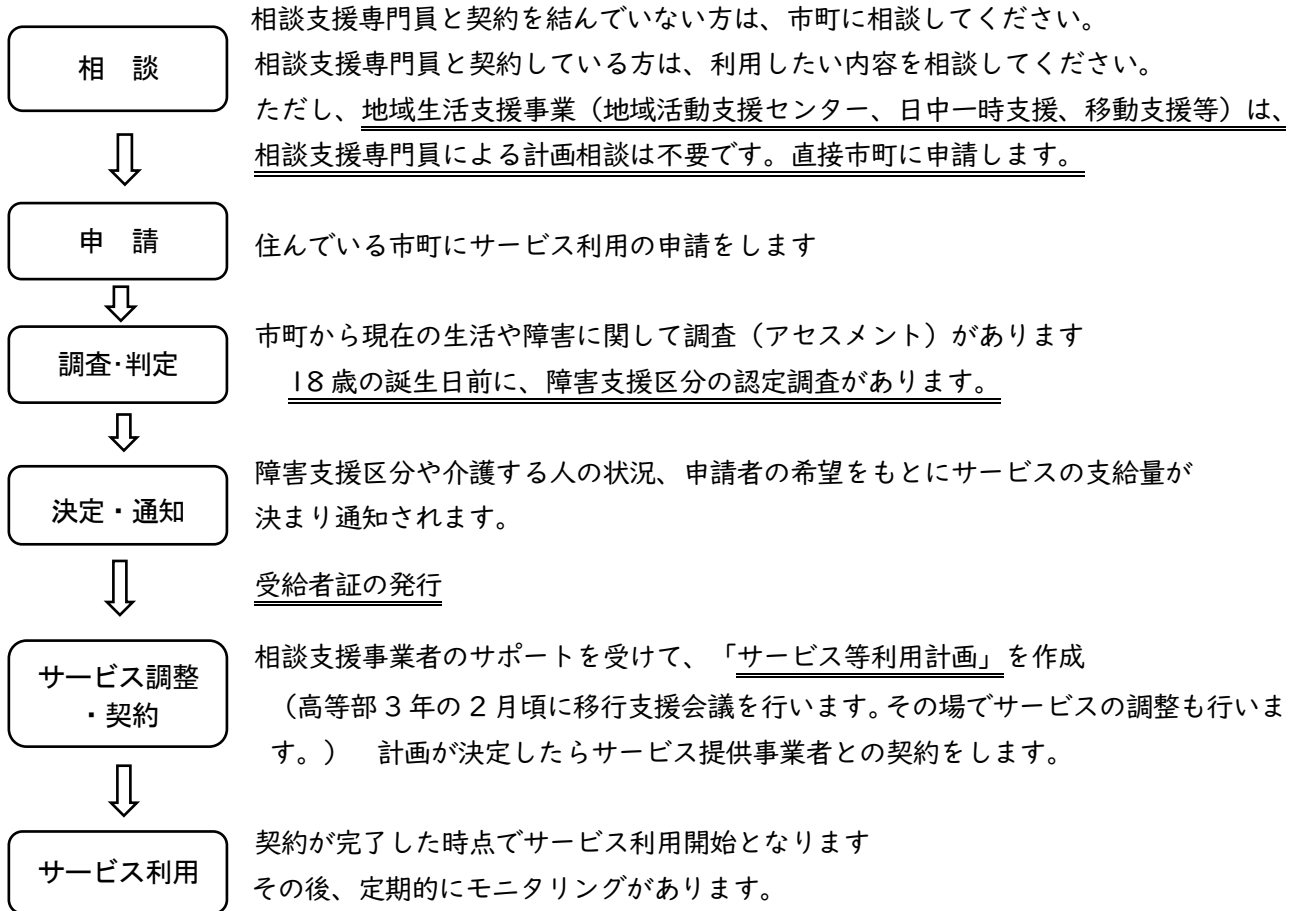 相談支援専門員と契約を結んでいない方は、市町に相談してください。
相　談
相談支援専門員と契約している方は、利用したい内容を相談してください。
ただし、地域生活支援事業（地域活動支援センター、日中一時支援、移動支援等）は、
相談支援専門員による計画相談は不要です。直接市町に申請します。
申　請
住んでいる市町にサービス利用の申請をします
調査･判定
市町から現在の生活や障害に関して調査（アセスメント）があります
18歳の誕生日前に、障害支援区分の認定調査があります。
決定・通知
障害支援区分や介護する人の状況、申請者の希望をもとにサービスの支給量が
決まり通知されます。
受給者証の発行
サービス調整
・契約
相談支援事業者のサポートを受けて、「サービス等利用計画」を作成
（高等部3年の2月頃に移行支援会議を行います。その場でサービスの調整も行いま
す。）　計画が決定したらサービス提供事業者との契約をします。
サービス利用
契約が完了した時点でサービス利用開始となります
その後、定期的にモニタリングがあります。